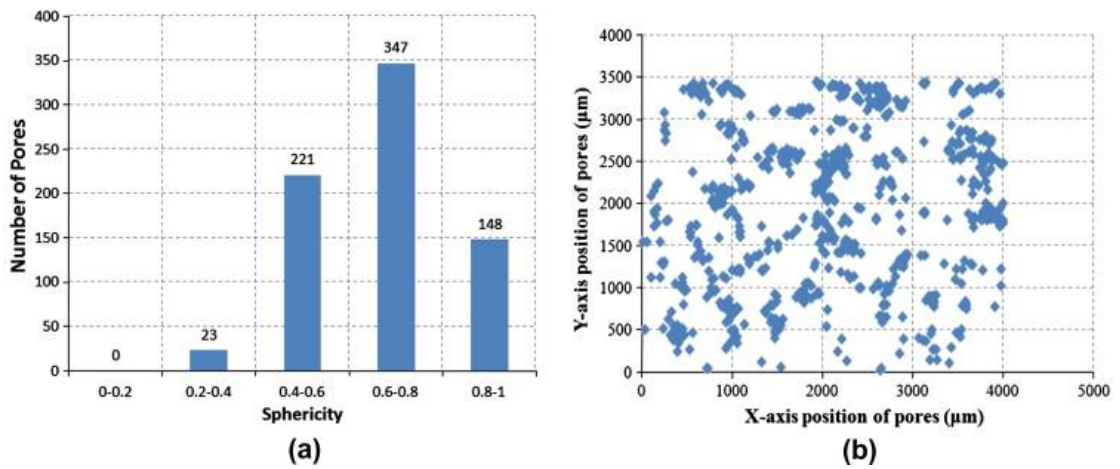 400
350
300
250
200
150
100
50
0
Number of Pores
0
23
221
347
148
0-0.2 0.2-0.4 0.4-0.6 0.6-0.8 0.8-1
Sphericity
(a)
4000
3500
3000
2500
2000
1500
1000
500
0
Y-axis position of pores (µm)
0 1000 2000 3000 4000 5000
X-axis position of pores (µm)
(b)